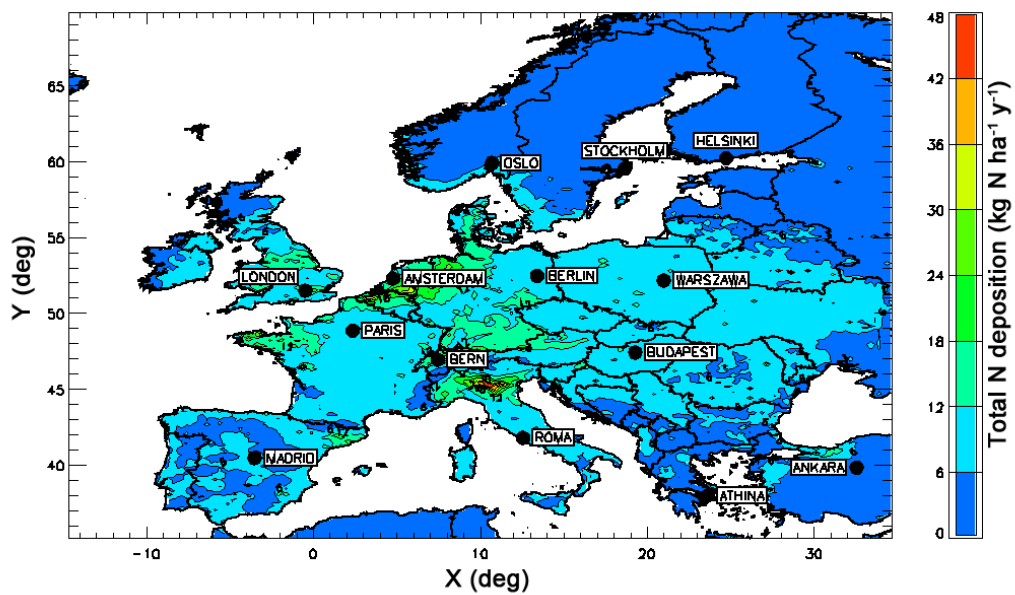 48
42
36
30
24
18
12
6
0
Total N deposition (kg N ha⁻¹ y⁻¹)
65
60
55
50
45
40
Y (deg)
HELSINKI
STOCKHOLM
OSLO
LONDON
AMSTERDAM
BERLIN
WARSZAWA
PARIS
BERN
BUDAPEST
ROMA
MADRID
ANKARA
ATHINA
-10
0
10
20
30
X (deg)